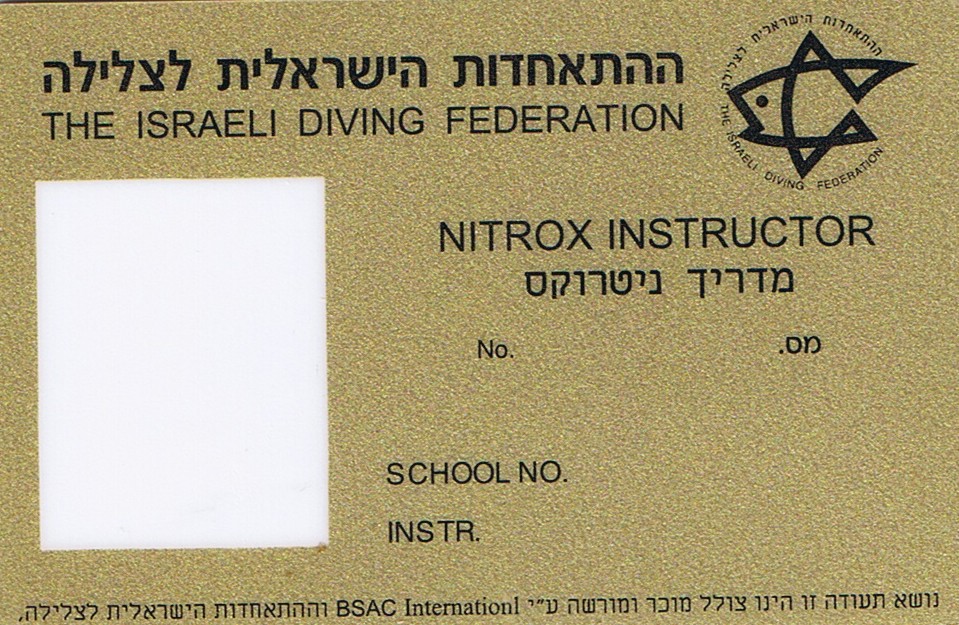 ההתאחדות הישראלית לצלילה
THE ISRAELI DIVING FEDERATION
ההתאחדות הישראלית לצלילה
THE ISRAELI DIVING FEDERATION
NITROX INSTRUCTOR
מדריך ניטרוקס
No. מס.
SCHOOL NO.
INSTR.
נושא תעודה זו הינו צולל מוכר ומורשה ע״י BSAC Internationl וההתאחדות הישראלית לצלילה,